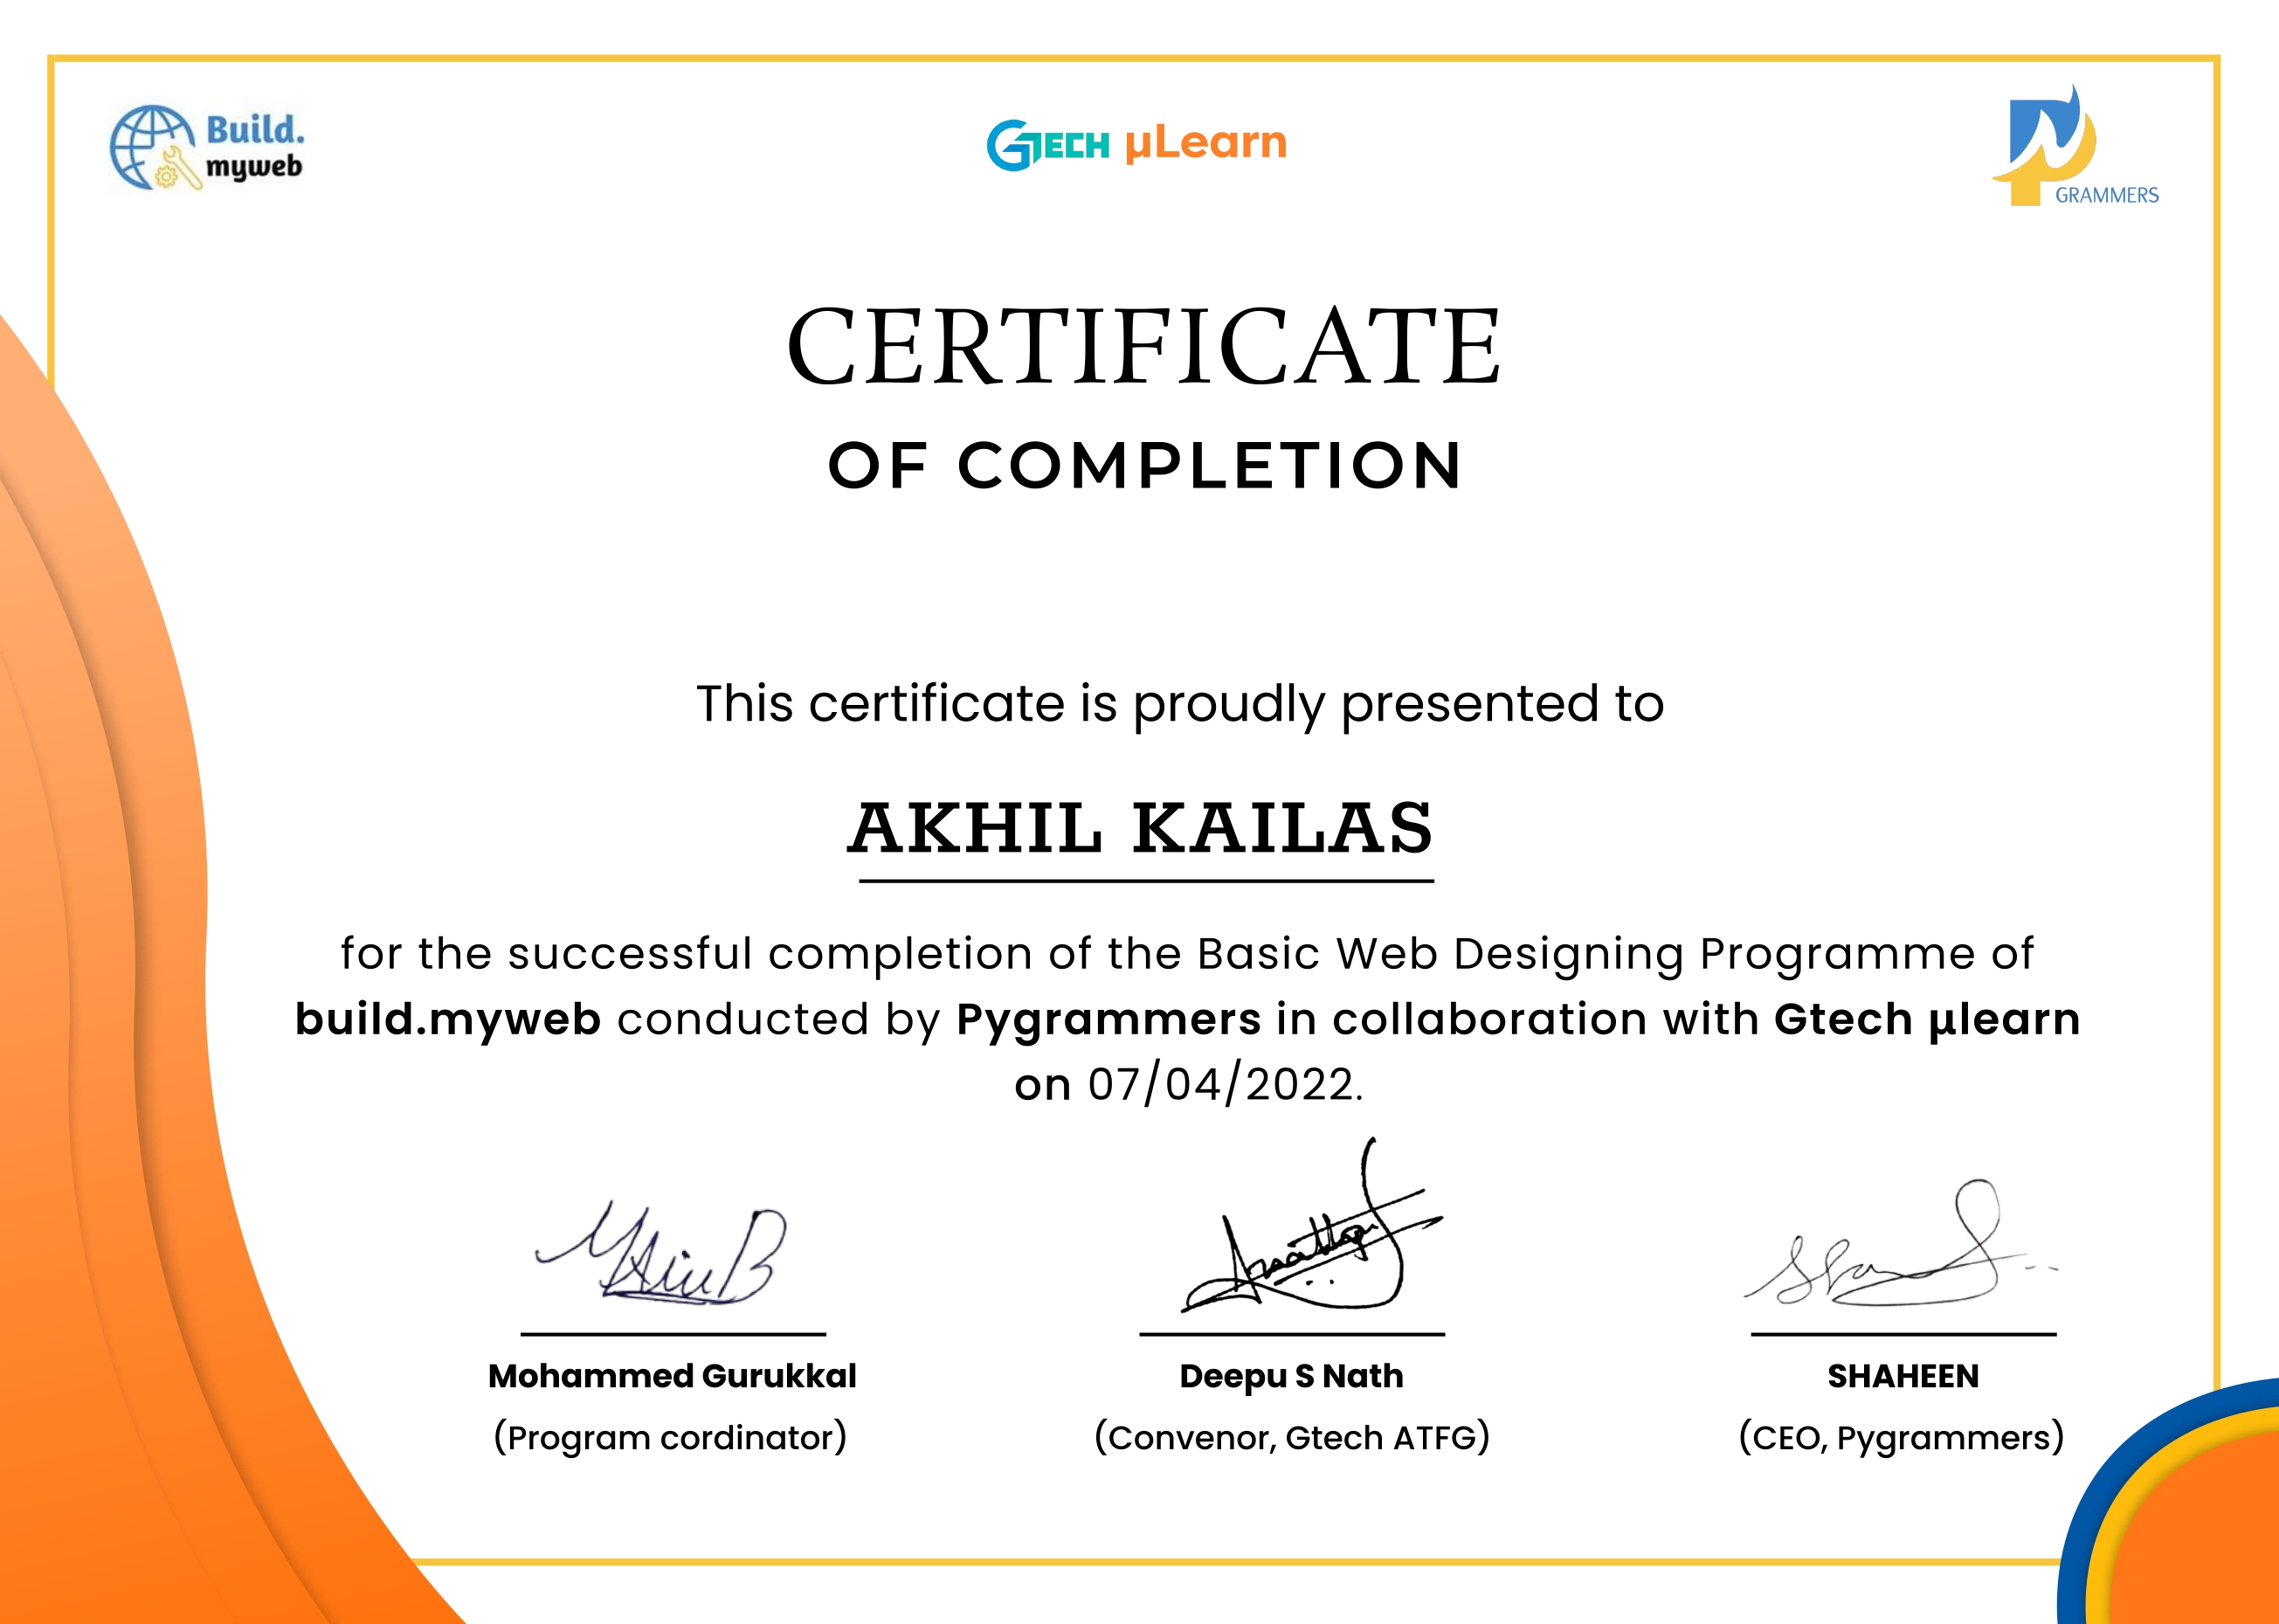 Build.
myweb
GTECH µLearn
GRAMMERS
CERTIFICATE
OF COMPLETION
This certificate is proudly presented to
AKHIL KAILAS
for the successful completion of the Basic Web Designing Programme of
build.myweb conducted by Pygrammers in collaboration with Gtech µlearn
on 07/04/2022.
Mohammed Gurukkal
(Program cordinator)
Deepu S Nath
(Convenor, Gtech ATFG)
SHAHEEN
(CEO, Pygrammers)